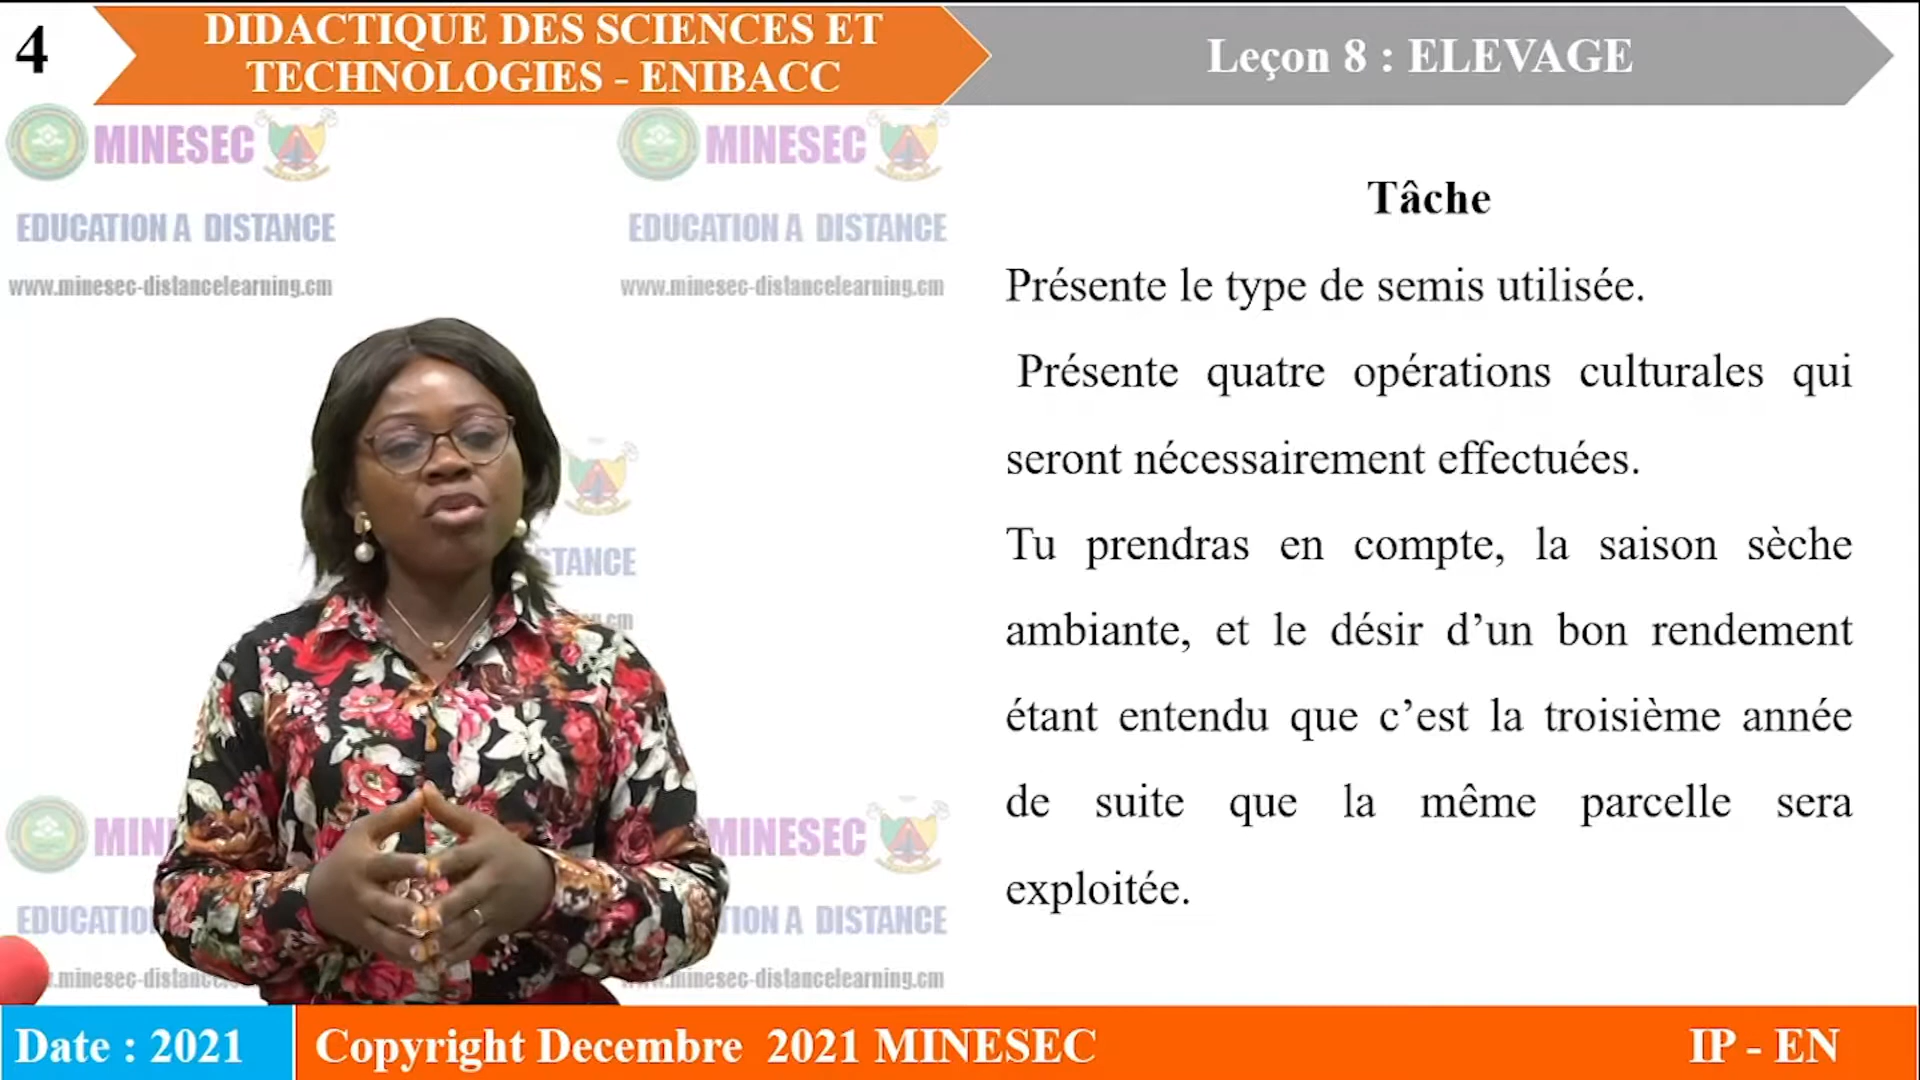 4
DIDACTIQUE DES SCIENCES ET
TECHNOLOGIES - ENIBACC
Leçon 8 : ELEVAGE
MINESEC
EDUCATION A DISTANCE
www.minesec-distancelearning.cm
MINESEC
EDUCATION A DISTANCE
www.minesec-distancelearning.cm
Tâche
Présente le type de semis utilisée.
Présente quatre opérations culturales qui
seront nécessairement effectuées.
Tu prendras en compte, la saison sèche
ambiante, et le désir d’un bon rendement
étant entendu que c’est la troisième année
de suite que la même parcelle sera
exploitée.
MINESEC
A DISTANCE
minesec-distancelearning.cm
Date : 2021
Copyright Decembre 2021 MINESEC
IP - EN